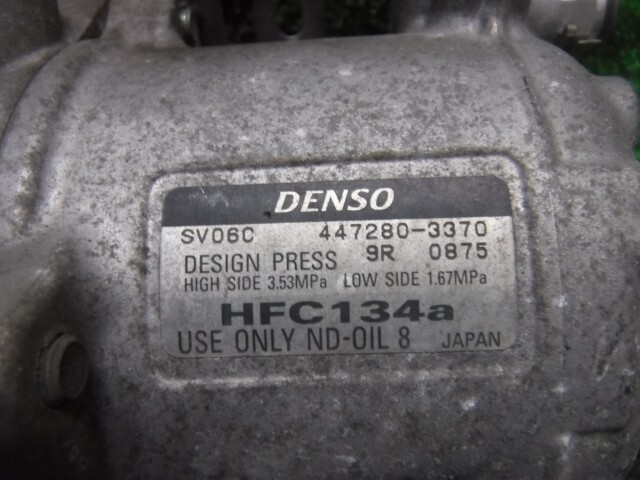 DENSO
SV06C 447280-3370
DESIGN PRESS 9R 0875
HIGH SIDE 3.53MPa LOW SIDE 1.67MPa
HFC134a
USE ONLY ND-OIL 8 JAPAN